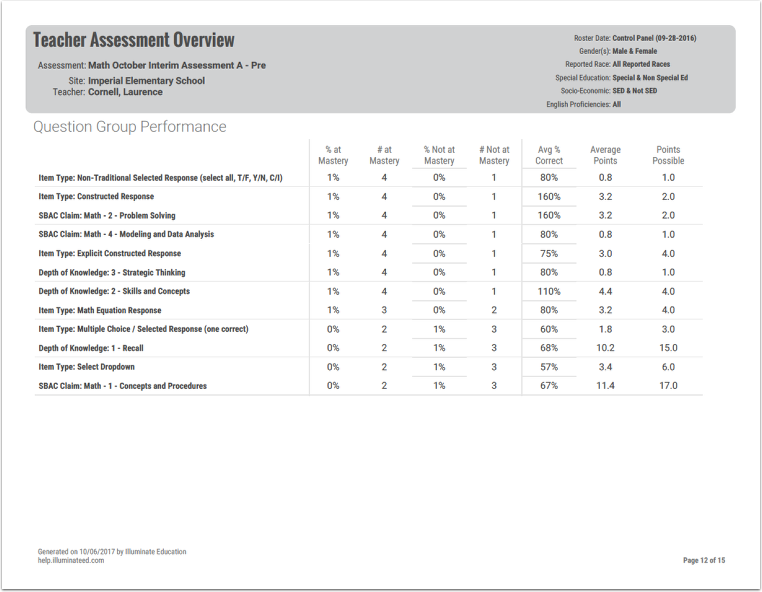 Teacher Assessment Overview
Assessment: Math October Interim Assessment A - Pre
Site: Imperial Elementary School
Teacher: Cornell, Laurence
Roster Date: Control Panel (09-28-2016)
Gender(s): Male & Female
Reported Race: All Reported Races
Special Education: Special & Non Special Ed
Socio-Economic: SED & Not SED
English Proficiencies: All
Question Group Performance
% at Mastery # at Mastery % Not at Mastery # Not at Mastery Avg % Correct Average Points Points Possible
Item Type: Non-Traditional Selected Response (select all, T/F, Y/N, C/I) 1% 4 0% 1 80% 0.8 1.0
Item Type: Constructed Response 1% 4 0% 1 160% 3.2 2.0
SBAC Claim: Math - 2 - Problem Solving 1% 4 0% 1 160% 3.2 2.0
SBAC Claim: Math - 4 - Modeling and Data Analysis 1% 4 0% 1 80% 0.8 1.0
Item Type: Explicit Constructed Response 1% 4 0% 1 75% 3.0 4.0
Depth of Knowledge: 3 - Strategic Thinking 1% 4 0% 1 80% 0.8 1.0
Depth of Knowledge: 2 - Skills and Concepts 1% 4 0% 1 110% 4.4 4.0
Item Type: Math Equation Response 1% 3 0% 2 80% 3.2 4.0
Item Type: Multiple Choice / Selected Response (one correct) 0% 2 1% 3 60% 1.8 3.0
Depth of Knowledge: 1 - Recall 0% 2 1% 3 68% 10.2 15.0
Item Type: Select Dropdown 0% 2 1% 3 57% 3.4 6.0
SBAC Claim: Math - 1 - Concepts and Procedures 0% 2 1% 3 67% 11.4 17.0
Generated on 10/06/2017 by Illuminate Education
help.illuminateed.com
Page 12 of 15